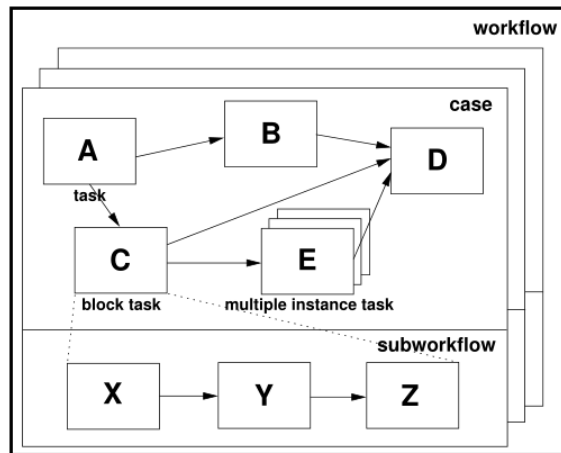 workflow
case
A
B
D
task
C
E
block task
multiple instance task
subworkflow
X
Y
Z